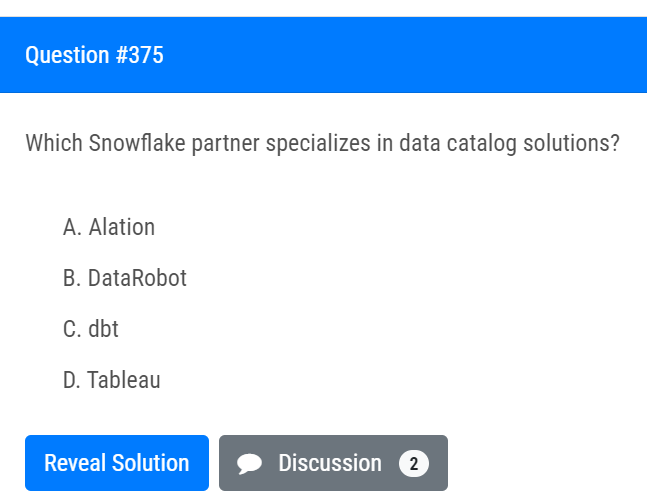 Question #375
Which Snowflake partner specializes in data catalog solutions?
A. Alation
B. DataRobot
C. dbt
D. Tableau
Reveal Solution Discussion 2